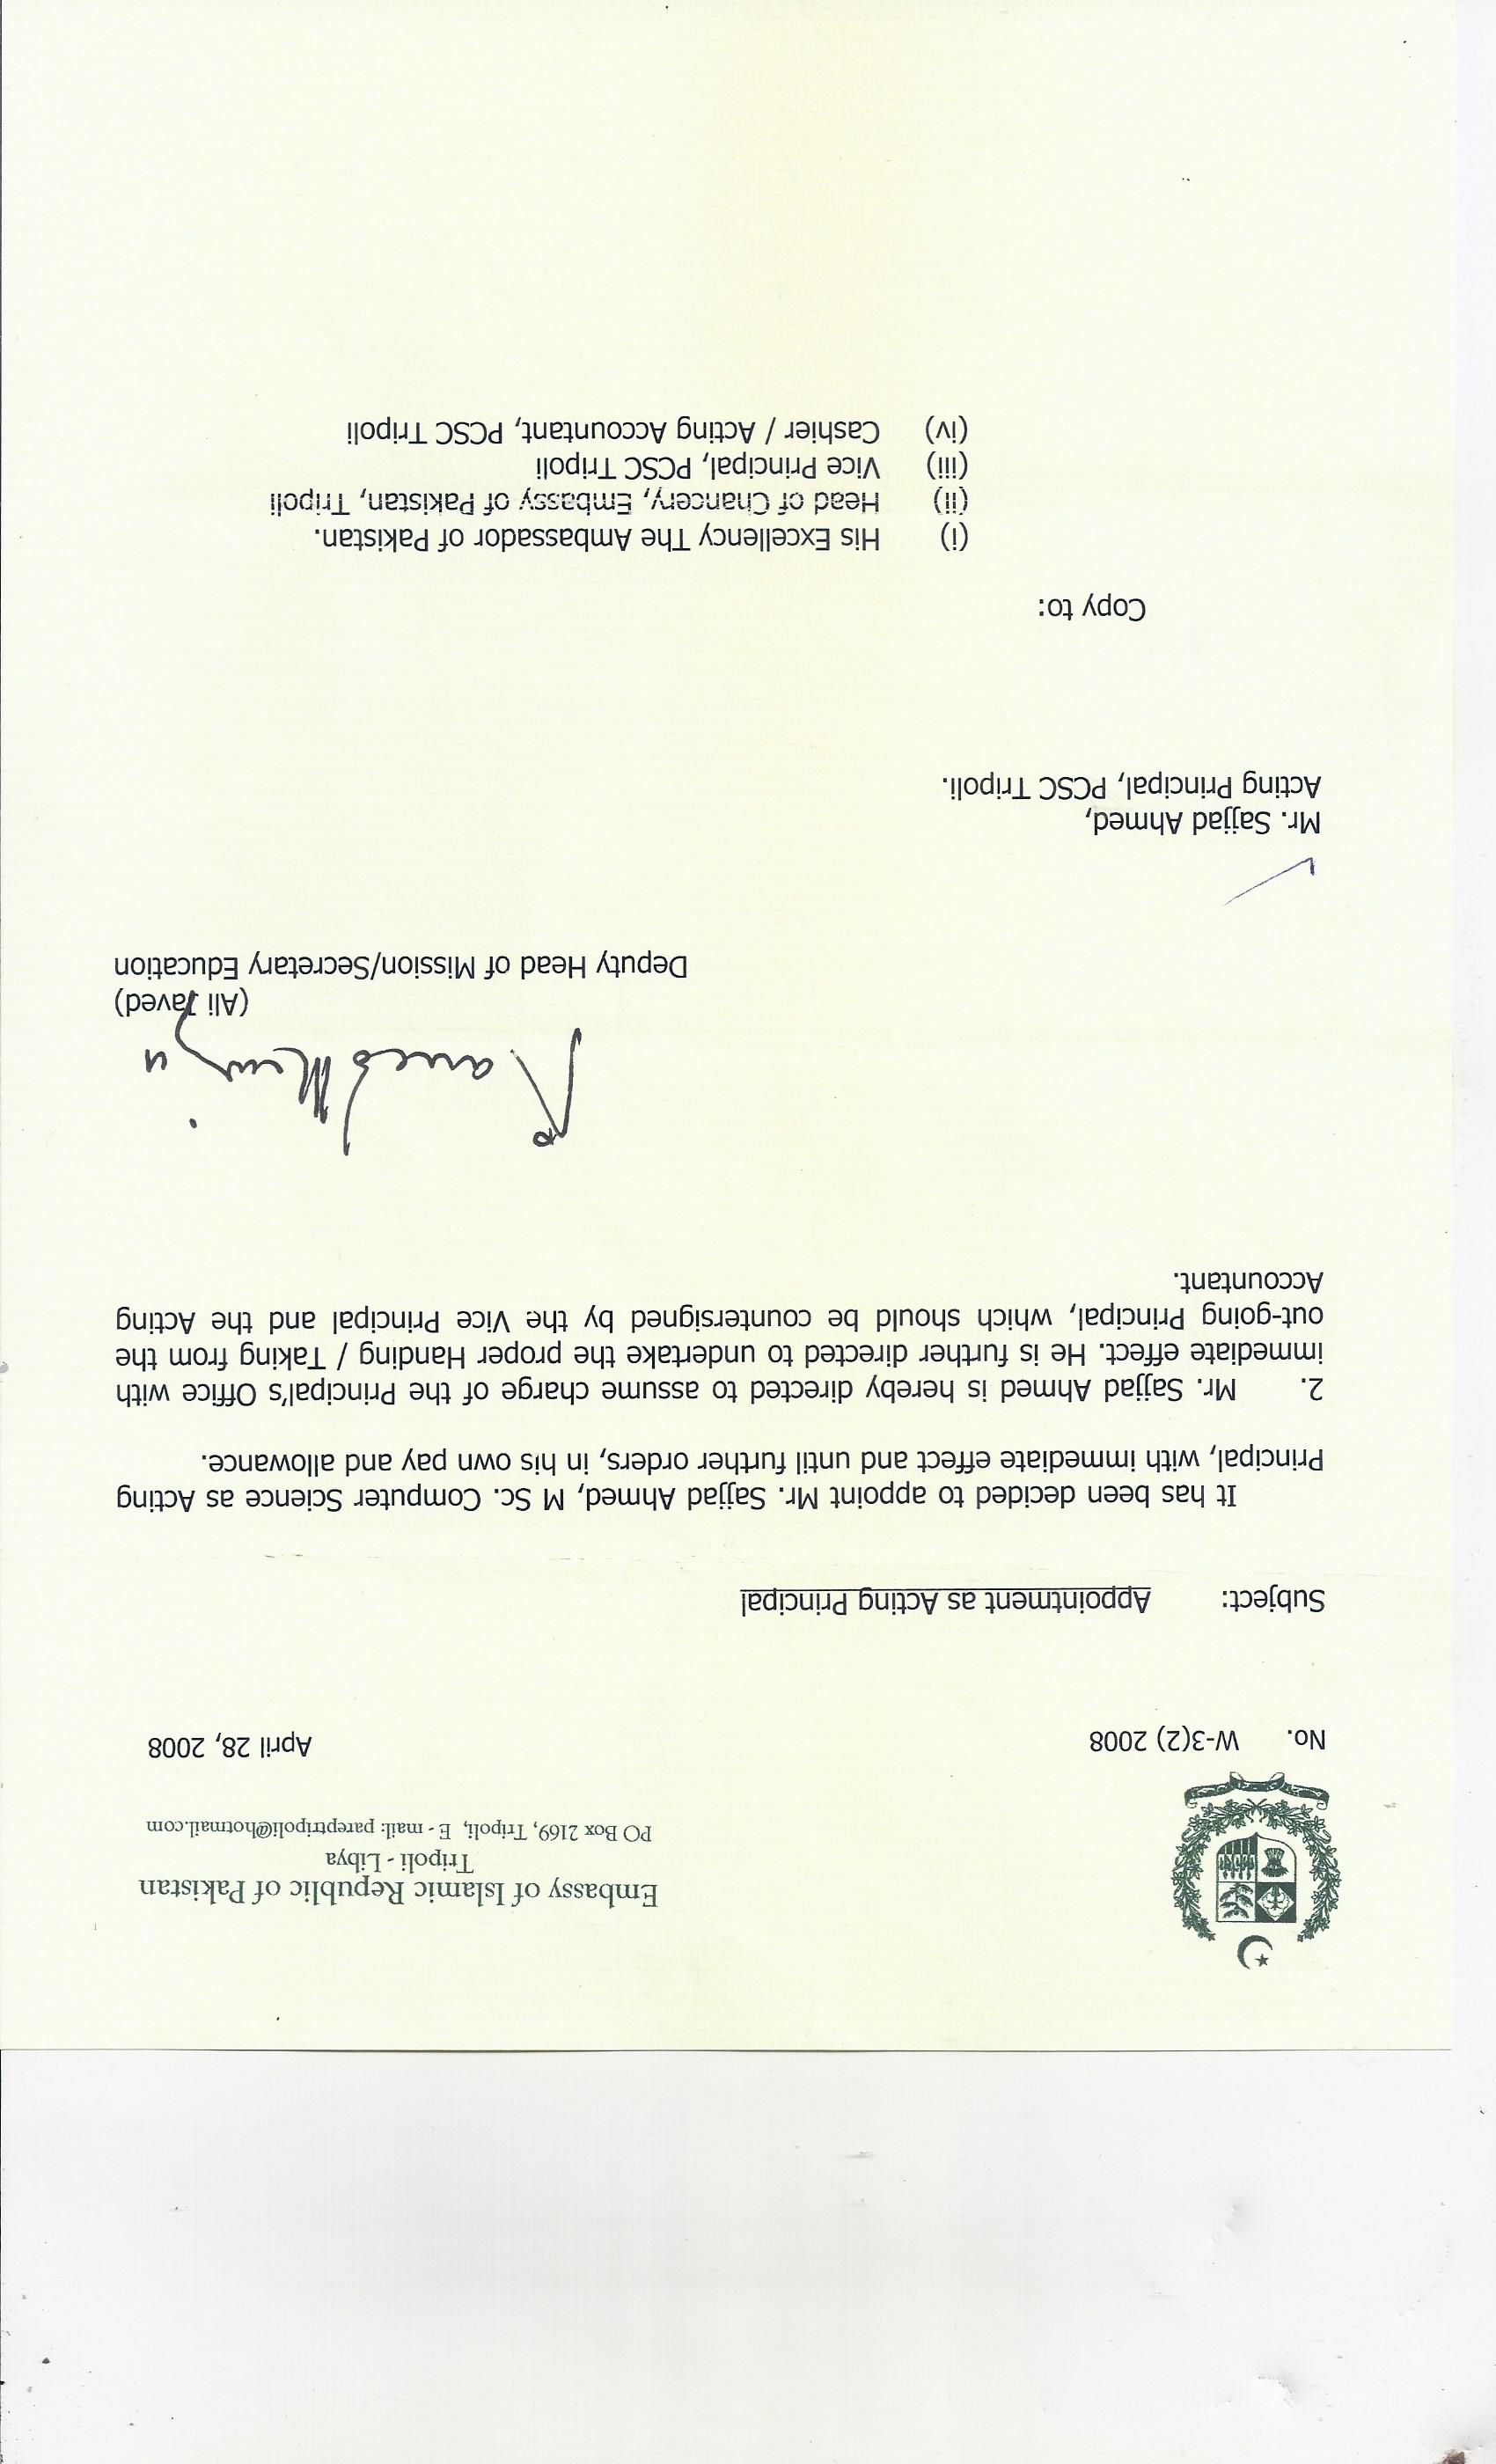 Embassy of Islamic Republic of Pakistan
Tripoli - Libya
PO Box 2169, Tripoli, E - mail: pareptripoli@hotmail.com
No. W-3(2) 2008 April 28, 2008
Subject: Appointment as Acting Principal
It has been decided to appoint Mr. Sajjad Ahmed, M Sc. Computer Science as Acting
Principal, with immediate effect and until further orders, in his own pay and allowance.
2. Mr. Sajjad Ahmed is hereby directed to assume charge of the Principal's Office with
immediate effect. He is further directed to undertake the proper Handing / Taking from the
out-going Principal, which should be countersigned by the Vice Principal and the Acting
Accountant.
(Ali Javed)
Deputy Head of Mission/Secretary Education
Mr. Sajjad Ahmed,
Acting Principal, PCSC Tripoli.
Copy to:
(i) His Excellency The Ambassador of Pakistan.
(ii) Head of Chancery, Embassy of Pakistan, Tripoli
(iii) Vice Principal, PCSC Tripoli
(iv) Cashier / Acting Accountant, PCSC Tripoli